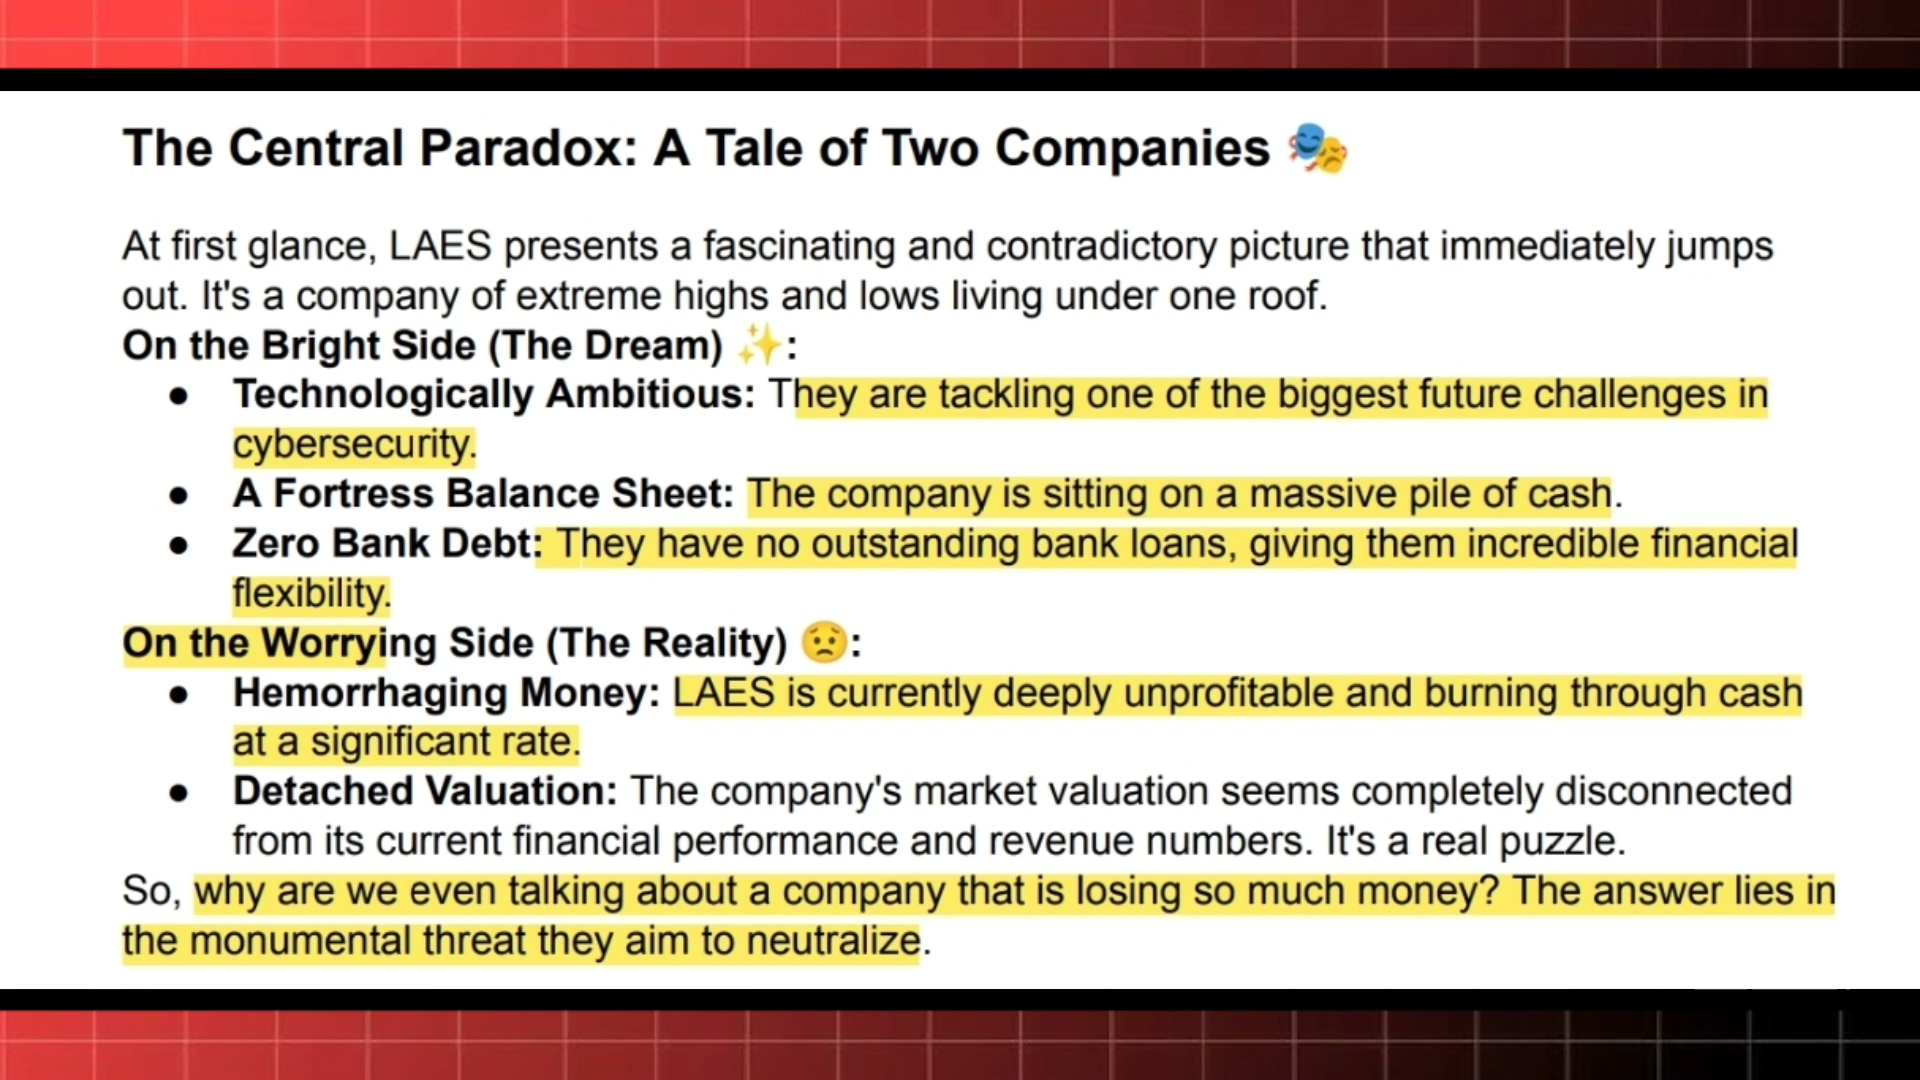 The Central Paradox: A Tale of Two Companies 🎭
At first glance, LAES presents a fascinating and contradictory picture that immediately jumps
out. It's a company of extreme highs and lows living under one roof.
On the Bright Side (The Dream) ✨:
● Technologically Ambitious: They are tackling one of the biggest future challenges in
cybersecurity.
● A Fortress Balance Sheet: The company is sitting on a massive pile of cash.
● Zero Bank Debt: They have no outstanding bank loans, giving them incredible financial
flexibility.
On the Worrying Side (The Reality) 😟:
● Hemorrhaging Money: LAES is currently deeply unprofitable and burning through cash
at a significant rate.
● Detached Valuation: The company's market valuation seems completely disconnected
from its current financial performance and revenue numbers. It's a real puzzle.
So, why are we even talking about a company that is losing so much money? The answer lies in
the monumental threat they aim to neutralize.